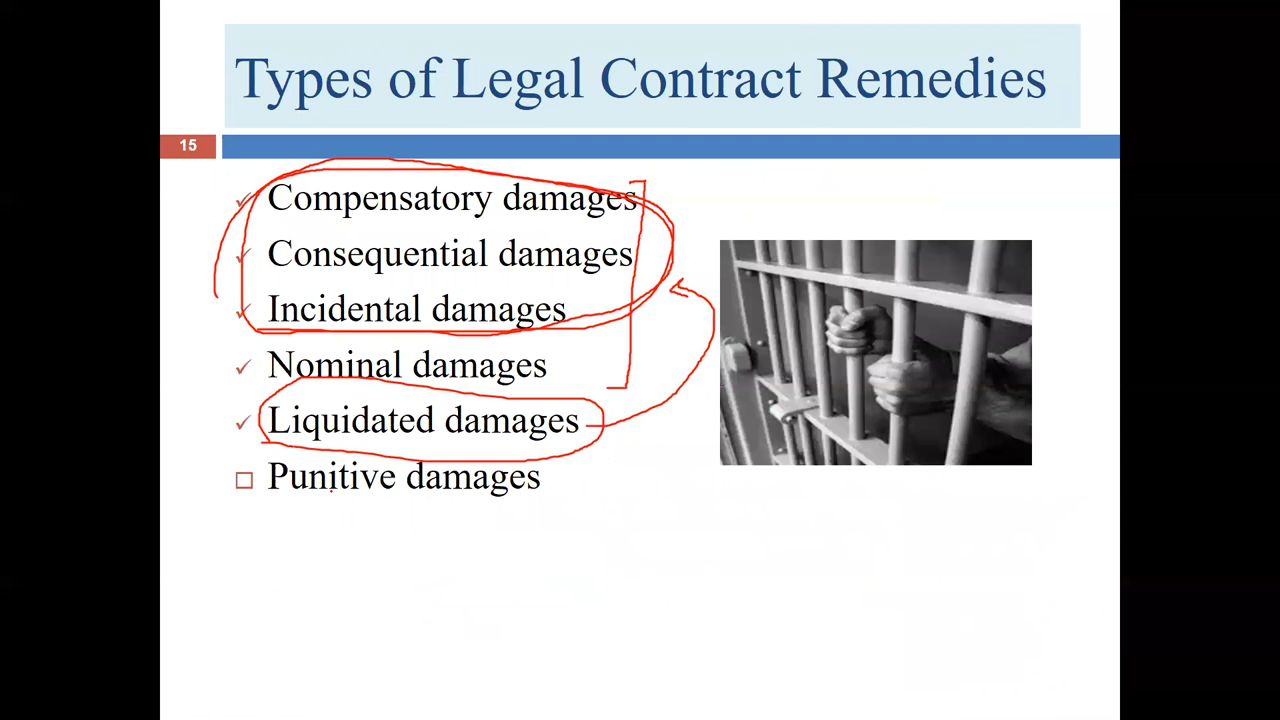 Types of Legal Contract Remedies
15
Compensatory damages
Consequential damages
Incidental damages
Nominal damages
Liquidated damages
Punitive damages